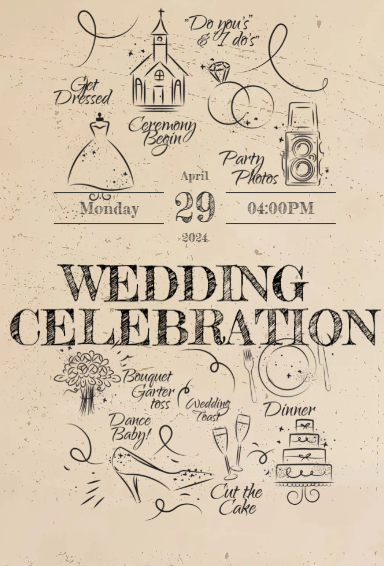 "Do you's"
& I do's"
Get
Dressed
Ceremony
Begin
Party
Photos
April
Monday
29
04:00PM
2024
WEDDING
CELEBRATION
Bouquet
Garter
toss
Wedding
Toast
Dinner
Dance
Baby!
Cut the
Cake